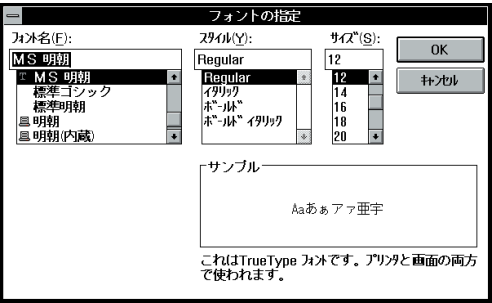 フォントの指定
ﾌｫﾝﾄ名(F):
ＭＳ 明朝
ＭＳ 明朝
標準ゴシック
標準明朝
明朝
明朝(内蔵)
ｽﾀｲﾙ(Y):
Regular
Regular
ｲﾀﾘｯｸ
ﾎﾞｰﾙﾄﾞ
ﾎﾞｰﾙﾄﾞ ｲﾀﾘｯｸ
ｻｲｽﾞ(S):
12
12
14
16
18
20
OK
ｷｬﾝｾﾙ
サンプル
Aaあぁアァ亜宇
これはTrueType ﾌｫﾝﾄです。ﾌﾟﾘﾝﾀと画面の両方
で使われます。